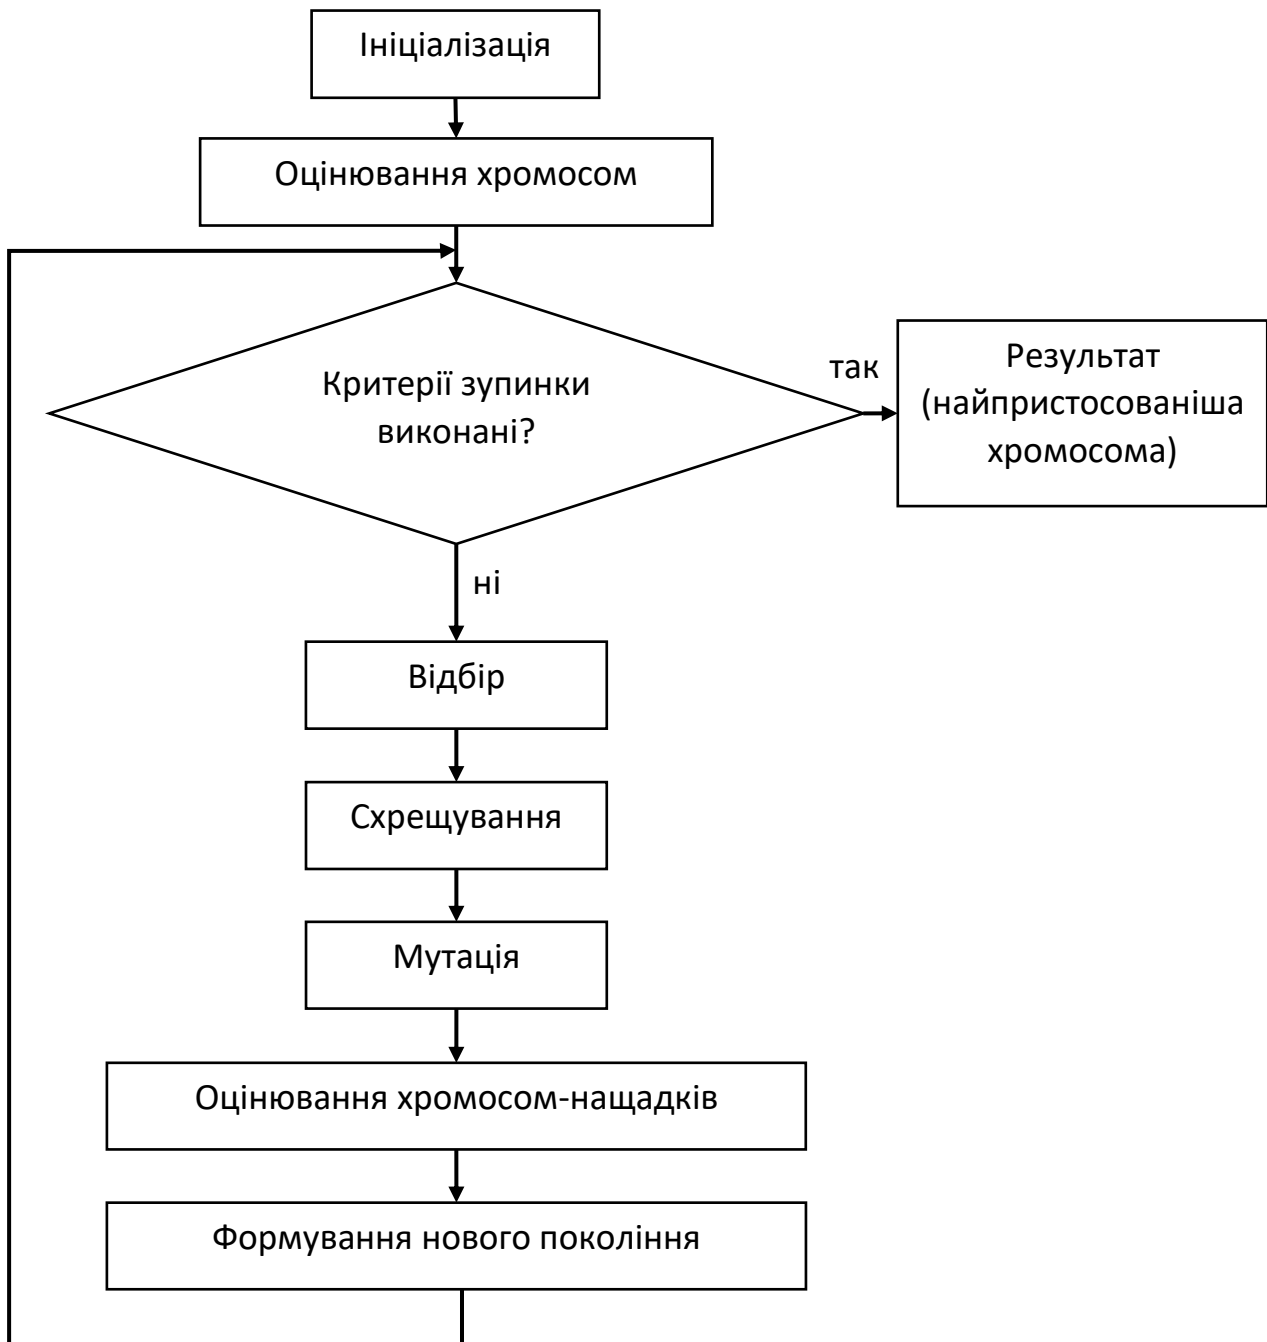 Ініціалізація
Оцінювання хромосом
Критерії зупинки
виконані?
так
Результат
(найпристосованіша
хромосома)
ні
Відбір
Схрещування
Мутація
Оцінювання хромосом-нащадків
Формування нового покоління